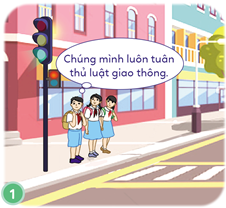 Chúng mình luôn tuân
thủ luật giao thông.
1